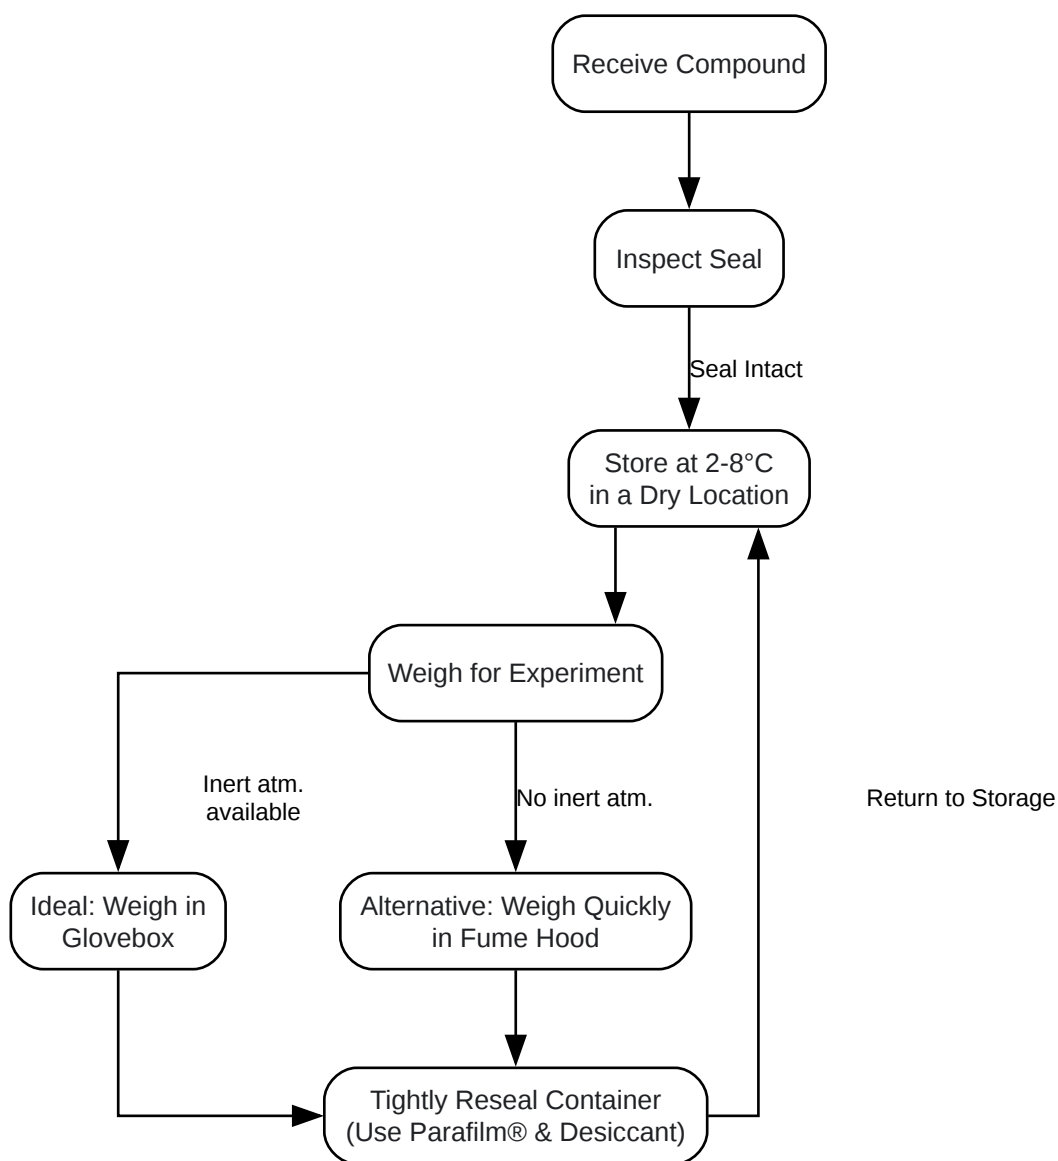 Receive Compound
Inspect Seal
Seal Intact
Store at 2-8°C
in a Dry Location
Weigh for Experiment
Inert atm.
available
No inert atm.
Return to Storage
Ideal: Weigh in
Glovebox
Alternative: Weigh Quickly
in Fume Hood
Tightly Reseal Container
(Use Parafilm® & Desiccant)